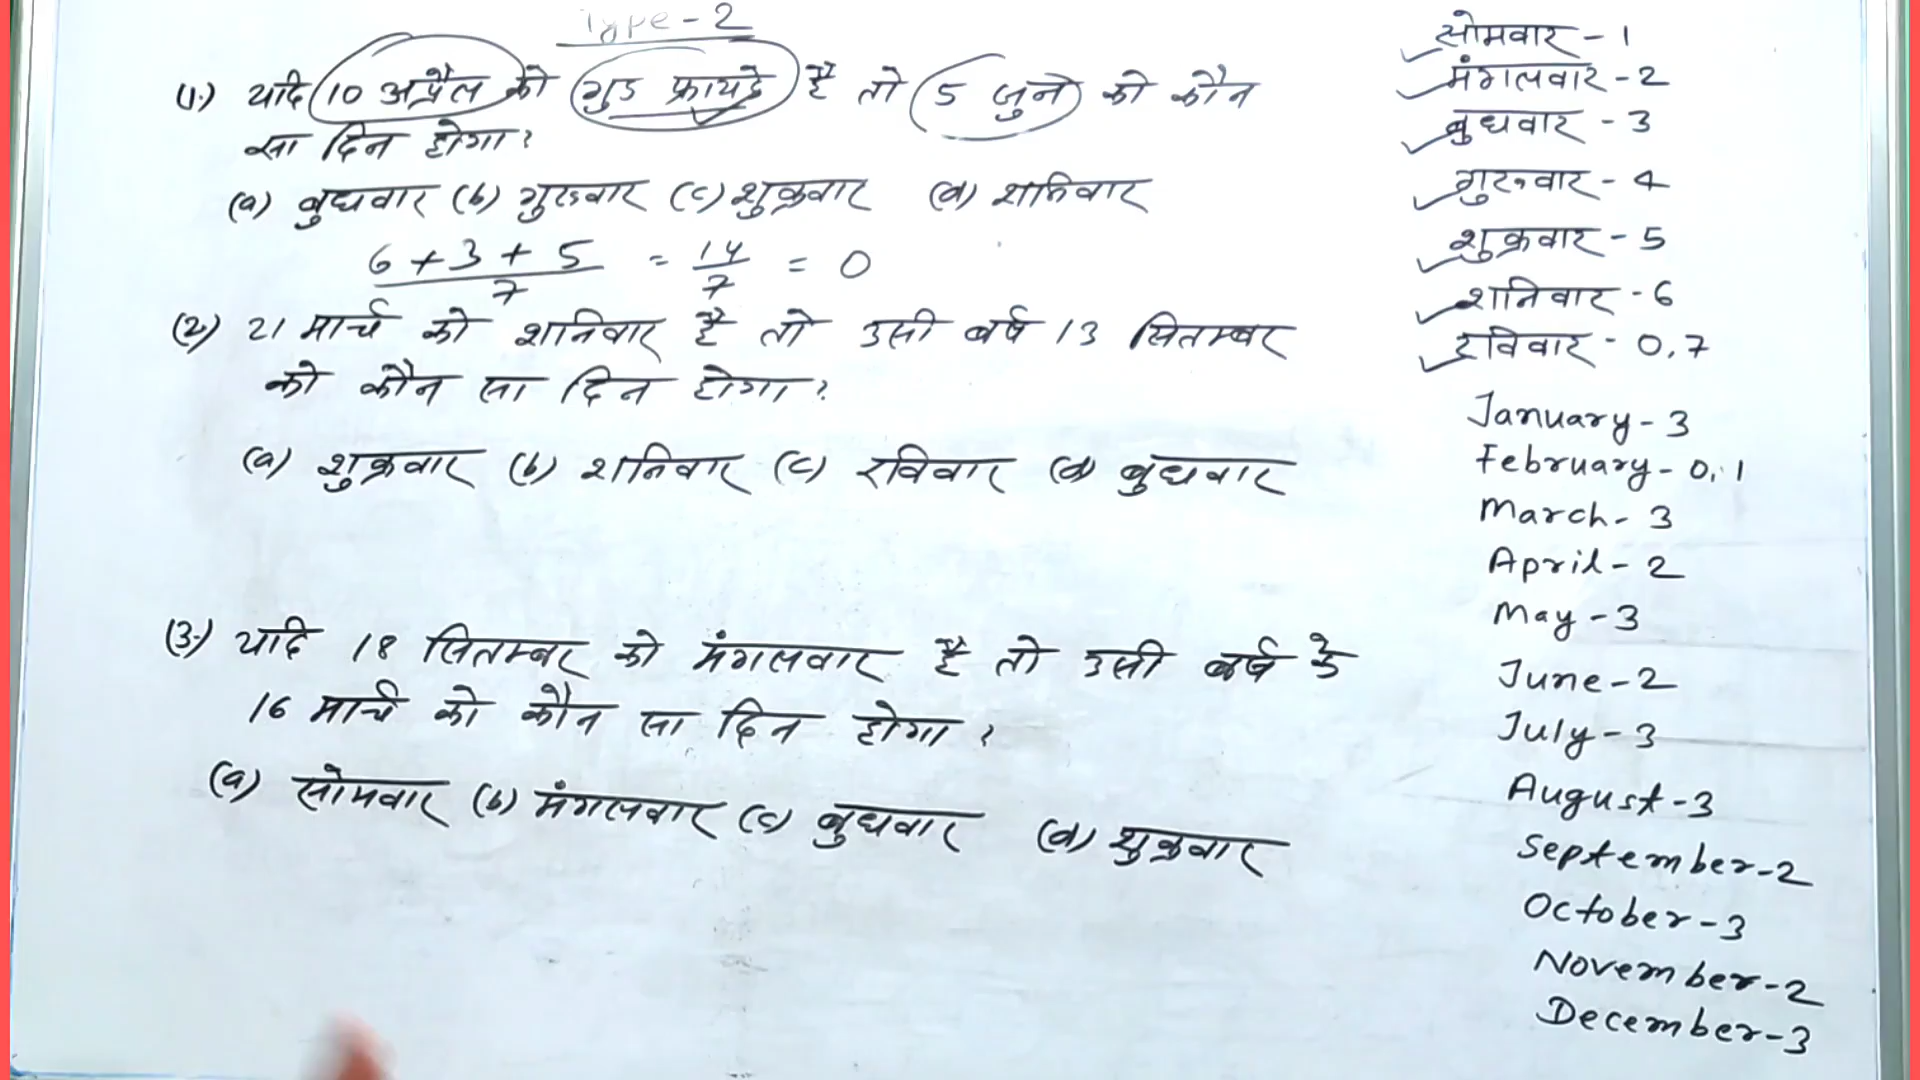 Type - 2
(1.) यदि 10 अप्रैल को गुड फ्रायडे है तो 5 जुन को कौन
सा दिन होगा?
(a) बुधवार (b) गुरुवार (c) शुक्रवार (d) शनिवार
6 + 3 + 5 / 7 = 14 / 7 = 0
(2) 21 मार्च को शनिवार है तो उसी वर्ष 13 सितम्बर
को कौन सा दिन होगा?
(a) शुक्रवार (b) शनिवार (c) रविवार (d) बुधवार
(3.) यदि 18 सितम्बर को मंगलवार है तो उसी वर्ष के
16 मार्च को कौन सा दिन होगा?
(a) सोमवार (b) मंगलवार (c) बुधवार (d) शुक्रवार
सोमवार - 1
मंगलवार - 2
बुधवार - 3
गुरुवार - 4
शुक्रवार - 5
शनिवार - 6
रविवार - 0,7
January - 3
February - 0,1
March - 3
April - 2
May - 3
June - 2
July - 3
August - 3
September - 2
October - 3
November - 2
December - 3